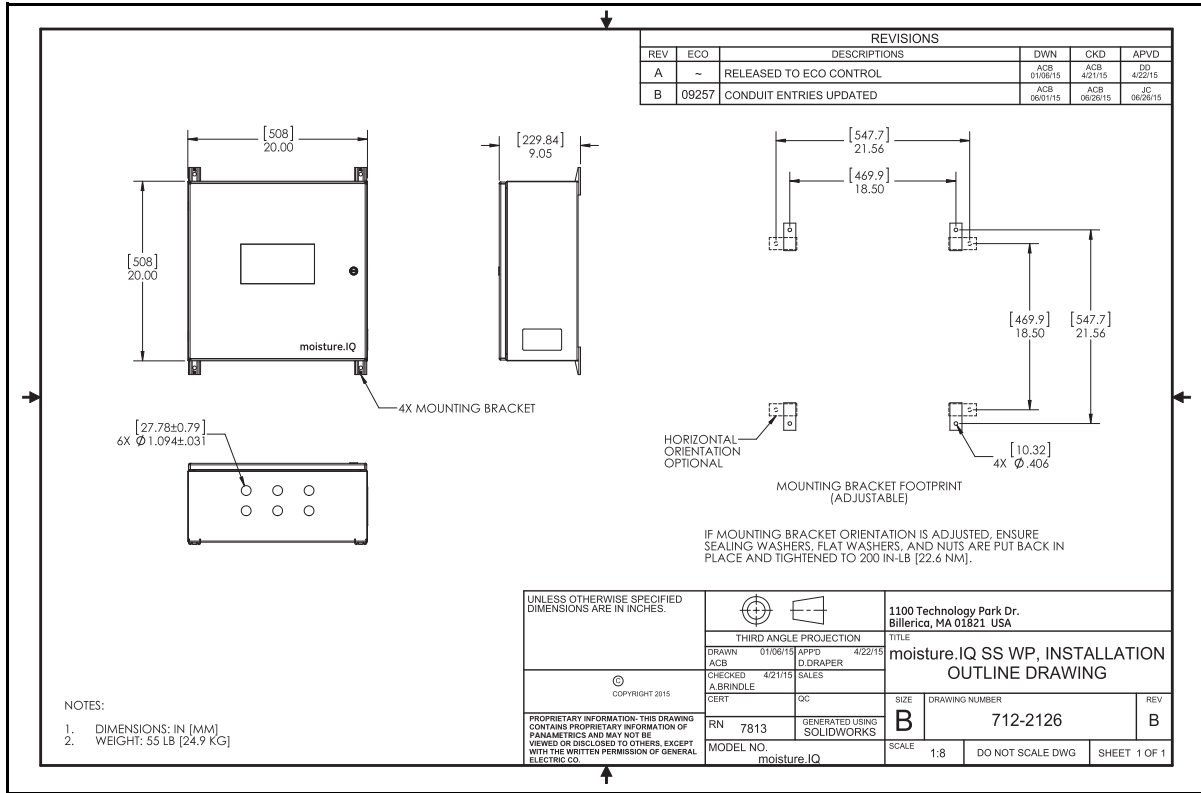 REVISIONS
REV ECO DESCRIPTIONS DWN CKD APVD
A ~ RELEASED TO ECO CONTROL ACB 01/06/15 ACB 4/21/15 DD 4/22/15
B 09257 CONDUIT ENTRIES UPDATED ACB 06/01/15 ACB 06/26/15 JC 06/26/15
[508]
20.00
[229.84]
9.05
[547.7]
21.56
[469.9]
18.50
[508]
20.00
moisture.IQ
[469.9]
18.50
[547.7]
21.56
4X MOUNTING BRACKET
[27.78±0.79]
6X Ø1.094±.031
HORIZONTAL
ORIENTATION
OPTIONAL
[10.32]
4X Ø.406
MOUNTING BRACKET FOOTPRINT
(ADJUSTABLE)
IF MOUNTING BRACKET ORIENTATION IS ADJUSTED, ENSURE
SEALING WASHERS, FLAT WASHERS, AND NUTS ARE PUT BACK IN
PLACE AND TIGHTENED TO 200 IN-LB [22.6 NM].
NOTES:
1. DIMENSIONS: IN [MM]
2. WEIGHT: 55 LB [24.9 KG]
UNLESS OTHERWISE SPECIFIED
DIMENSIONS ARE IN INCHES.
©
COPYRIGHT 2015
PROPRIETARY INFORMATION- THIS DRAWING
CONTAINS PROPRIETARY INFORMATION OF
PANAMETRICS AND MAY NOT BE
VIEWED OR DISCLOSED TO OTHERS, EXCEPT
WITH THE WRITTEN PERMISSION OF GENERAL
ELECTRIC CO.
THIRD ANGLE PROJECTION
DRAWN 01/06/15 APP'D 4/22/15
ACB D.DRAPER
CHECKED 4/21/15 SALES
A.BRINDLE
CERT QC
RN 7813 GENERATED USING
SOLIDWORKS
MODEL NO.
moisture.IQ
1100 Technology Park Dr.
Billerica, MA 01821 USA
TITLE
moisture.IQ SS WP, INSTALLATION
OUTLINE DRAWING
SIZE DRAWING NUMBER REV
B 712-2126 B
SCALE 1:8 DO NOT SCALE DWG SHEET 1 OF 1